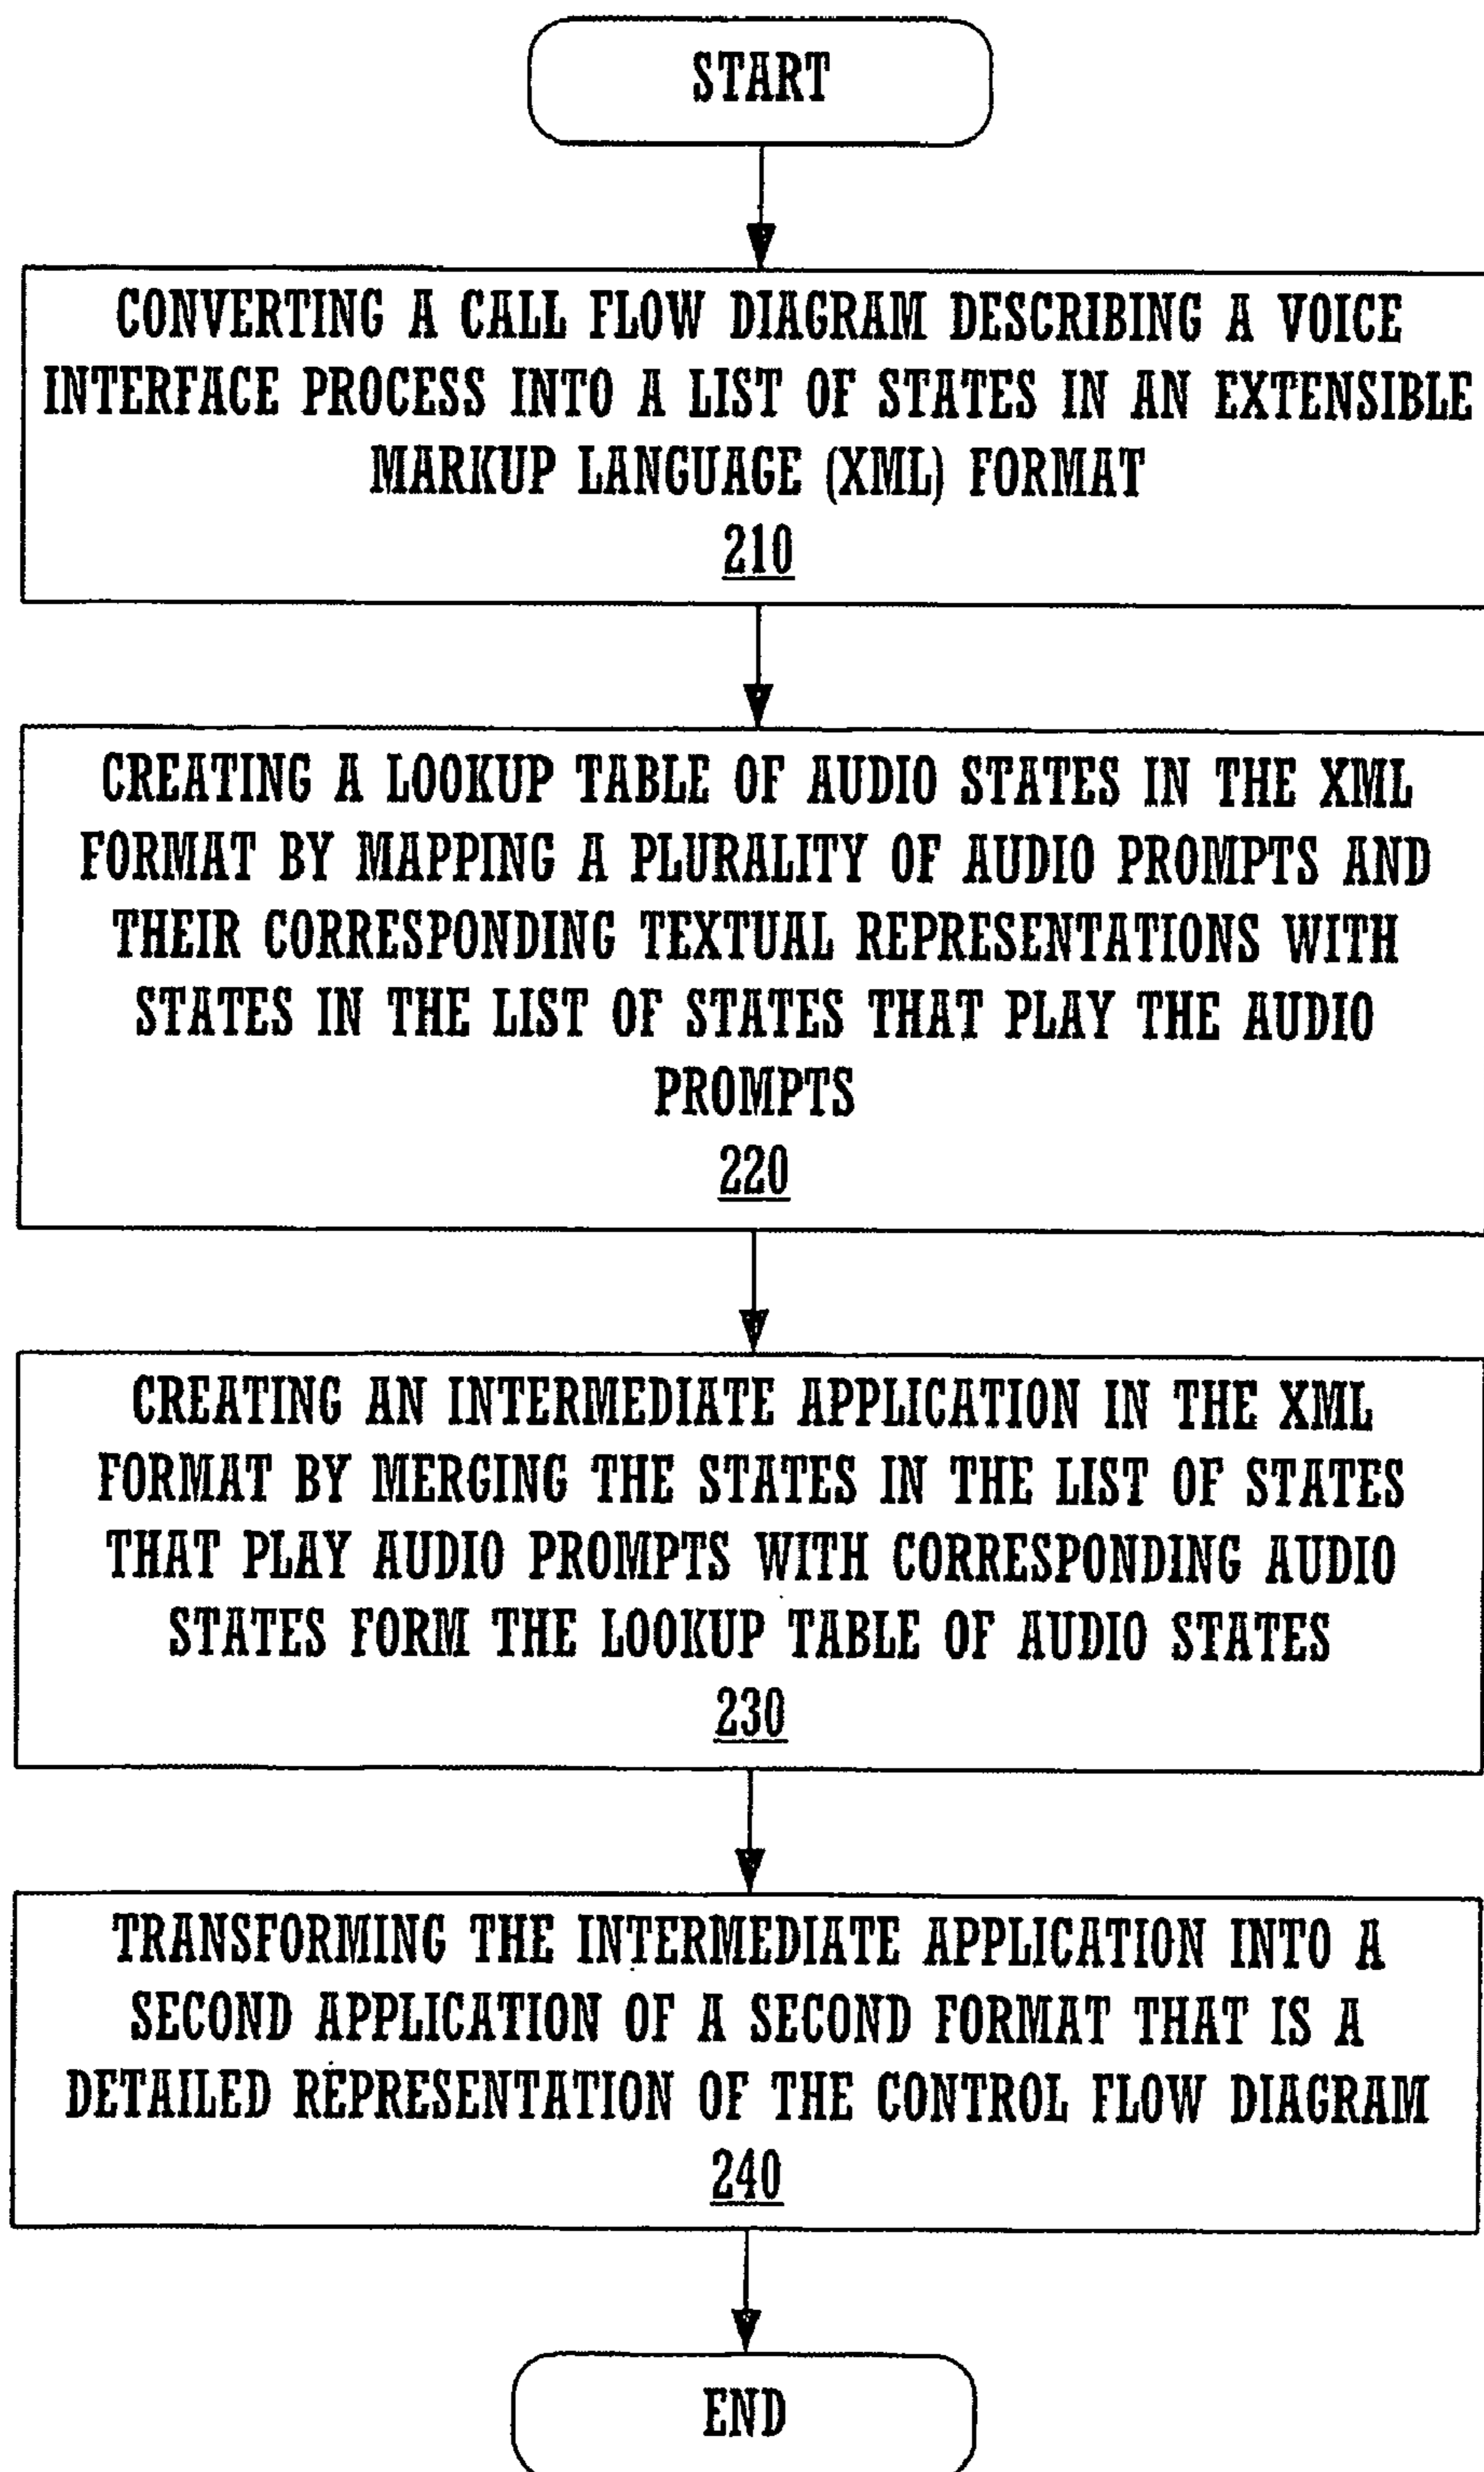 START
CONVERTING A CALL FLOW DIAGRAM DESCRIBING A VOICE
INTERFACE PROCESS INTO A LIST OF STATES IN AN EXTENSIBLE
MARKUP LANGUAGE (XML) FORMAT
210
CREATING A LOOKUP TABLE OF AUDIO STATES IN THE XML
FORMAT BY MAPPING A PLURALITY OF AUDIO PROMPTS AND
THEIR CORRESPONDING TEXTUAL REPRESENTATIONS WITH
STATES IN THE LIST OF STATES THAT PLAY THE AUDIO
PROMPTS
220
CREATING AN INTERMEDIATE APPLICATION IN THE XML
FORMAT BY MERGING THE STATES IN THE LIST OF STATES
THAT PLAY AUDIO PROMPTS WITH CORRESPONDING AUDIO
STATES FORM THE LOOKUP TABLE OF AUDIO STATES
230
TRANSFORMING THE INTERMEDIATE APPLICATION INTO A
SECOND APPLICATION OF A SECOND FORMAT THAT IS A
DETAILED REPRESENTATION OF THE CONTROL FLOW DIAGRAM
240
END